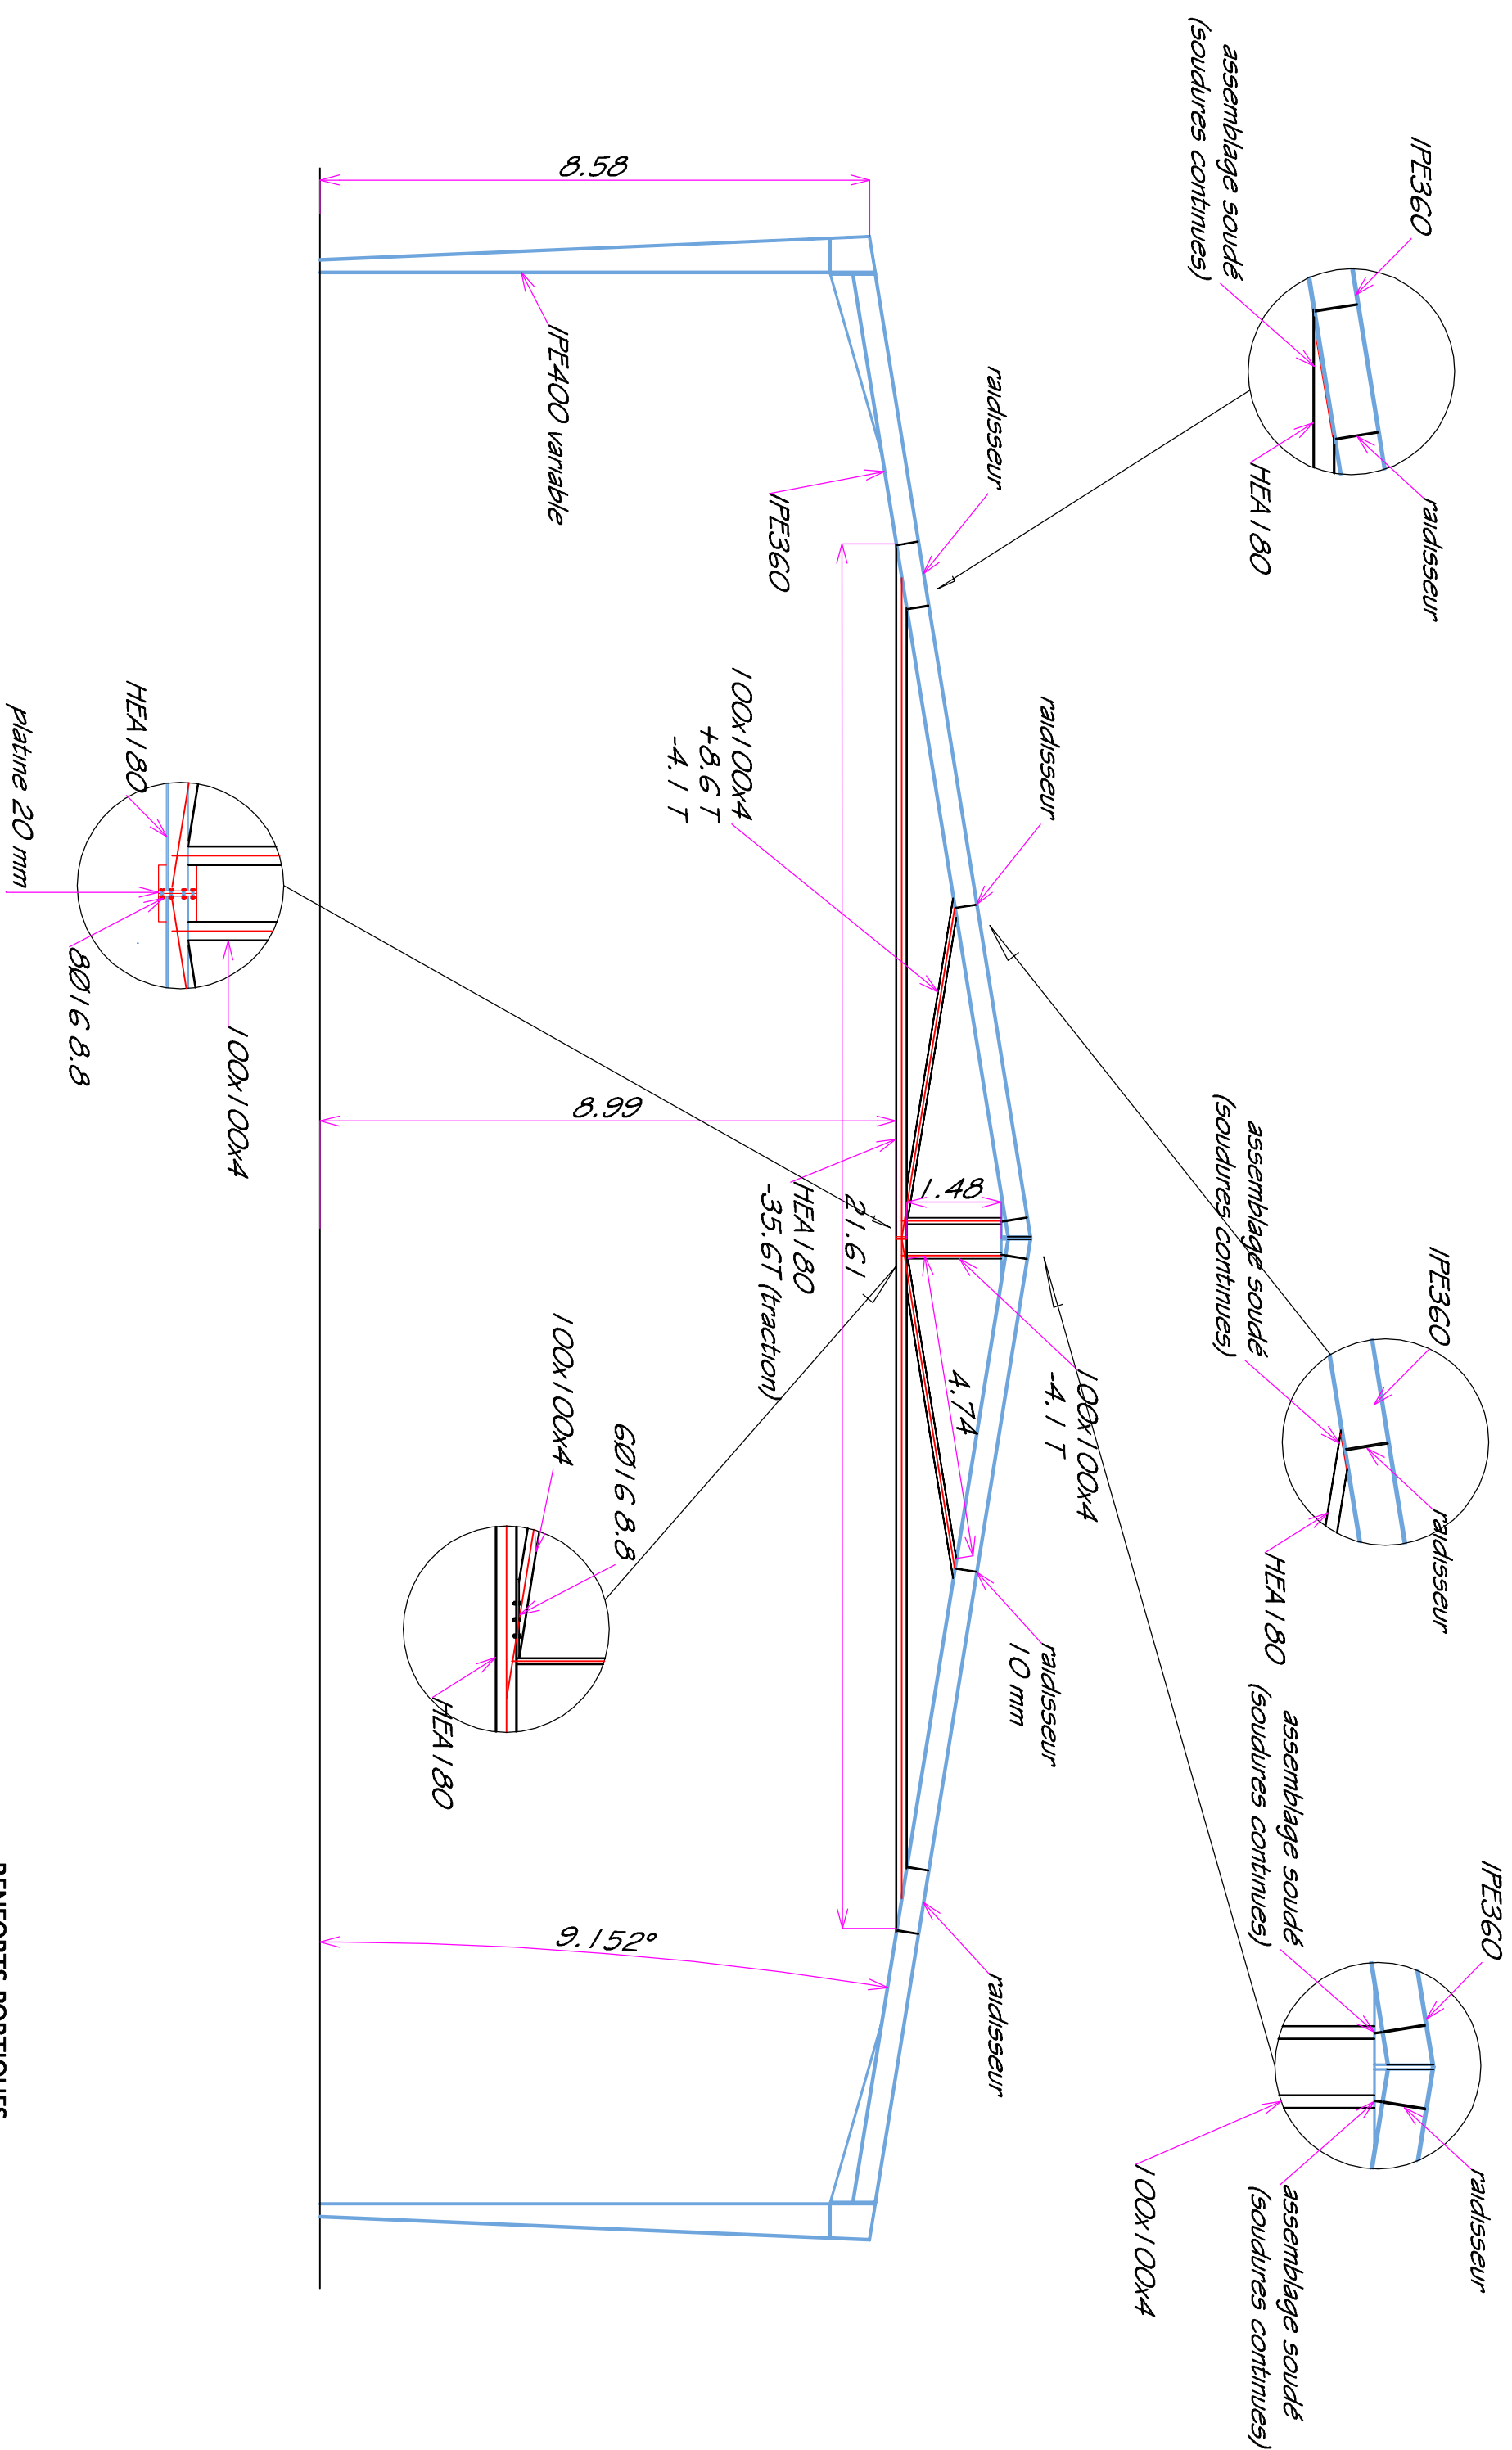 IPE360
assemblage soudé
(soudures continues)
raidisseur
HEA180
IPE360
assemblage soudé
(soudures continues)
raidisseur
HEA180
IPE360
assemblage soudé
(soudures continues)
raidisseur
assemblage soudé
(soudures continues)
100x100x4
raidisseur
raidisseur
100x100x4
-4.1 T
raidisseur
10 mm
raidisseur
8.58
IPE400 variable
IPE360
100x100x4
+8.6 T
-4.1 T
1.48
4.74
21.61
HEA180
-35.6T (traction)
8.99
9.152°
HEA180
platine 20 mm
8Ø16 8.8
100x100x4
100x100x4
6Ø16 8.8
HEA180